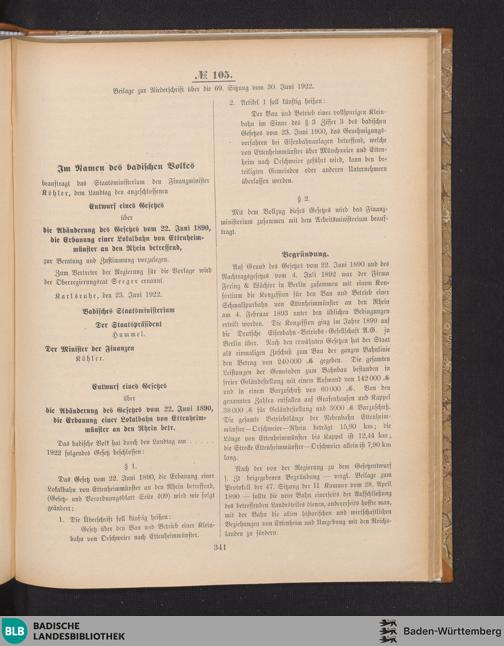 № 105.
Beilage zur Niederschrift über die 69. Sitzung vom 30. Juni 1922.
Im Namen des badischen Volkes
beauftragt das Staatsministerium den Finanzminister
Köhler, dem Landtag den angeschlossenen
Entwurf eines Gesetzes
über
die Abänderung des Gesetzes vom 22. Juni 1890,
die Erbauung einer Lokalbahn von Ettenheim-
münster an den Rhein betreffend,
zur Beratung und Zustimmung vorzulegen.
Zum Vertreter der Regierung für die Vorlage wird
der Oberregierungsrat Seeger ernannt.
Karlsruhe, den 23. Juni 1922.
Badisches Staatsministerium
Der Staatspräsident
Hummel.
Der Minister der Finanzen
Köhler.
Entwurf eines Gesetzes
über
die Abänderung des Gesetzes vom 22. Juni 1890,
die Erbauung einer Lokalbahn von Ettenheim-
münster an den Rhein betr.
Das badische Volk hat durch den Landtag am . . . . .
1922 folgendes Gesetz beschlossen:
§ 1.
Das Gesetz vom 22. Juni 1890, die Erbauung einer
Lokalbahn von Ettenheimmünster an den Rhein betreffend,
(Gesetz- und Verordnungsblatt Seite 409) wird wie folgt
geändert:
1. Die Überschrift soll künftig heißen:
Gesetz über den Bau und Betrieb einer Klein-
bahn von Orschweier nach Ettenheimmünster.
2. Artikel 1 soll künftig heißen:
Der Bau und Betrieb einer vollspurigen Klein-
bahn im Sinne des § 3 Ziffer 3 des badischen
Gesetzes vom 23. Juni 1900, das Genehmigungs-
verfahren bei Eisenbahnanlagen betreffend, welche
von Ettenheimmünster über Münchweier und Etten-
heim nach Orschweier geführt wird, kann den be-
teiligten Gemeinden oder anderen Unternehmern
überlassen werden.
§ 2.
Mit dem Vollzug dieses Gesetzes wird das Finanz-
ministerium zusammen mit dem Arbeitsministerium beauf-
tragt.
Begründung.
Auf Grund des Gesetzes vom 22. Juni 1890 und des
Nachtragsgesetzes vom 4. Juli 1892 war der Firma
Hering & Wächter in Berlin zusammen mit einem Kon-
sortium die Konzession für den Bau und Betrieb einer
Schmalspurbahn von Ettenheimmünster an den Rhein
am 4. Februar 1893 unter den üblichen Bedingungen
erteilt worden. Die Konzession ging im Jahre 1899 auf
die Deutsche Eisenbahn-Betriebs-Gesellschaft A.G. in
Berlin über. Nach den erwähnten Gesetzen hat der Staat
als einmaligen Zuschuß zum Bau der ganzen Bahnlinie
den Betrag von 240 000 ℳ gegeben. Die gesamten
Leistungen der Gemeinden zum Bahnbau bestanden in
freier Geländestellung mit einem Aufwand von 142 000 ℳ
und in einem Barzuschuß von 60 000 ℳ. Von den
genannten Zahlen entfallen auf Grafenhausen und Kappel
38 000 ℳ für Geländestellung und 3000 ℳ Barzuschuß.
Die gesamte Betriebslänge der Nebenbahn Ettenheim-
münster—Orschweier—Rhein beträgt 15,90 km; die
Länge von Ettenheimmünster bis Kappel ist 12,44 km,
die Strecke Ettenheimmünster—Orschweier allein ist 7,90 km
lang.
Nach der von der Regierung zu dem Gesetzentwurf
s. Zt beigegebenen Begründung — vergl. Beilage zum
Protokoll der 47. Sitzung der II Kammer vom 28. April
1890 — sollte die neue Bahn einerseits der Aufschließung
des betreffenden Landesteiles dienen, andererseits hoffte man,
mit der Bahn die alten historischen und wirtschaftlichen
Beziehungen von Ettenheim und Umgebung mit den Reichs-
landen zu fördern.
341
BLB
BADISCHE
LANDESBIBLIOTHEK
Baden-Württemberg